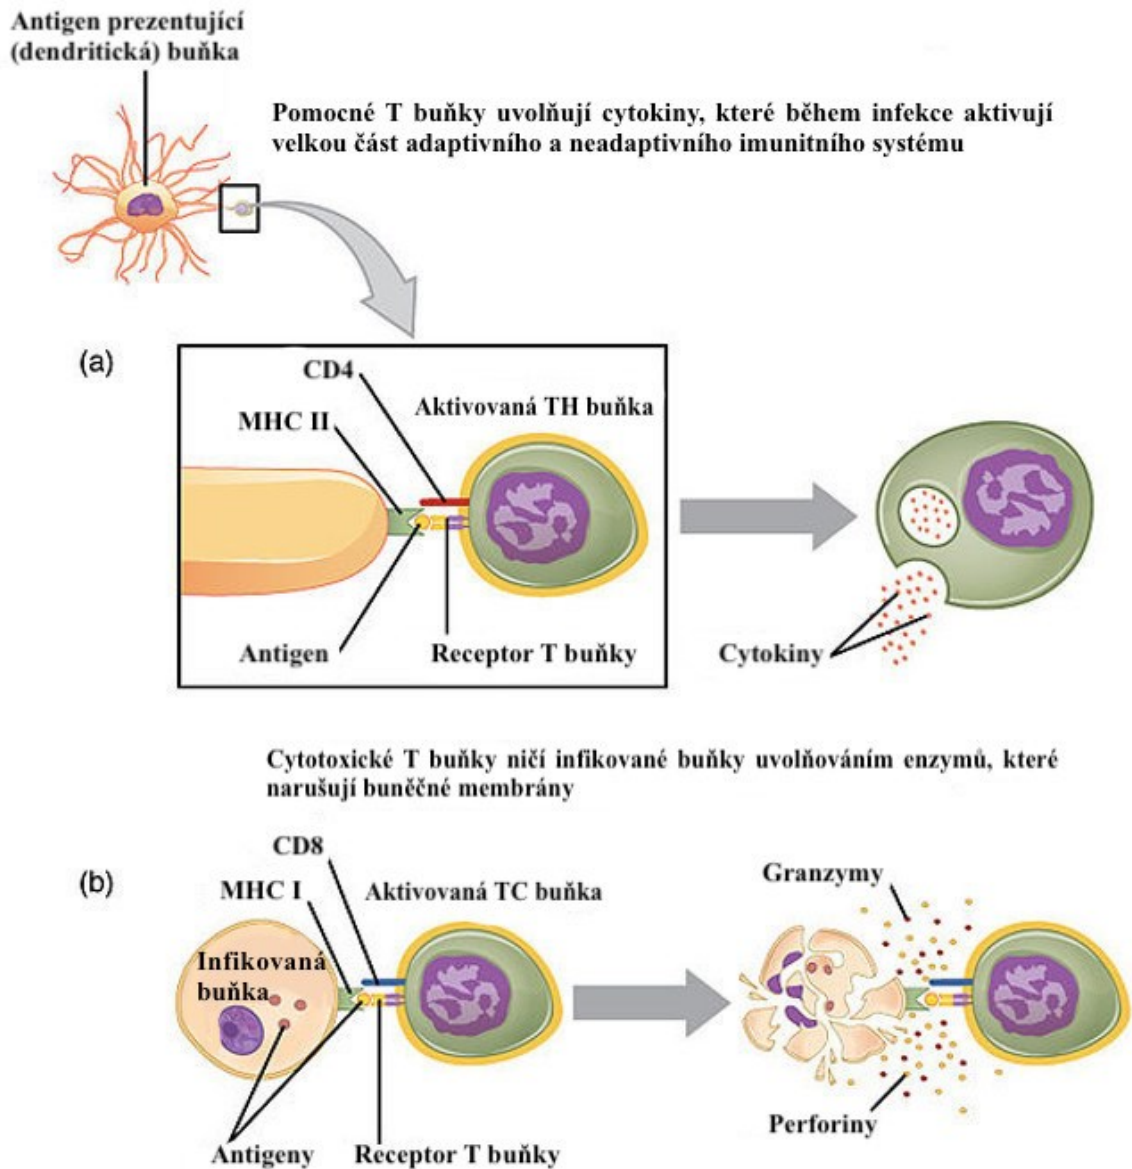 Antigen prezentující
(dendritická) buňka
Pomocné T buňky uvolňují cytokiny, které během infekce aktivují
velkou část adaptivního a neadaptivního imunitního systému
(a)
CD4
MHC II
Aktivovaná TH buňka
Antigen
Receptor T buňky
Cytokiny
Cytotoxické T buňky ničí infikované buňky uvolňováním enzymů, které
narušují buněčné membrány
(b)
CD8
MHC I
Aktivovaná TC buňka
Granzymy
Infikovaná
buňka
Antigeny
Receptor T buňky
Perforiny